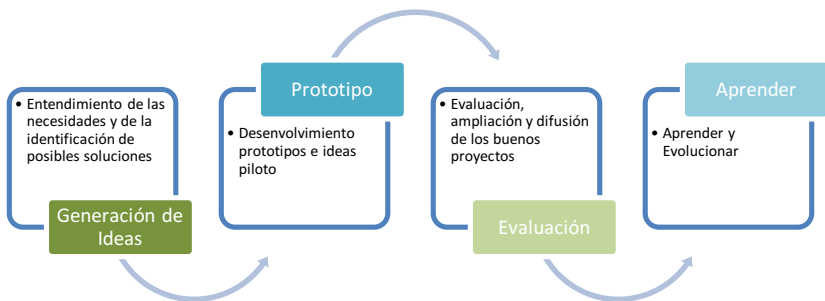 • Entendimiento de las
necesidades y de la
identificación de
posibles soluciones
Generación de
Ideas
Prototipo
• Desenvolvimiento
prototipos e ideas
piloto
• Evaluación,
ampliación y difusión
de los buenos
proyectos
Evaluación
Aprender
• Aprender y
Evolucionar